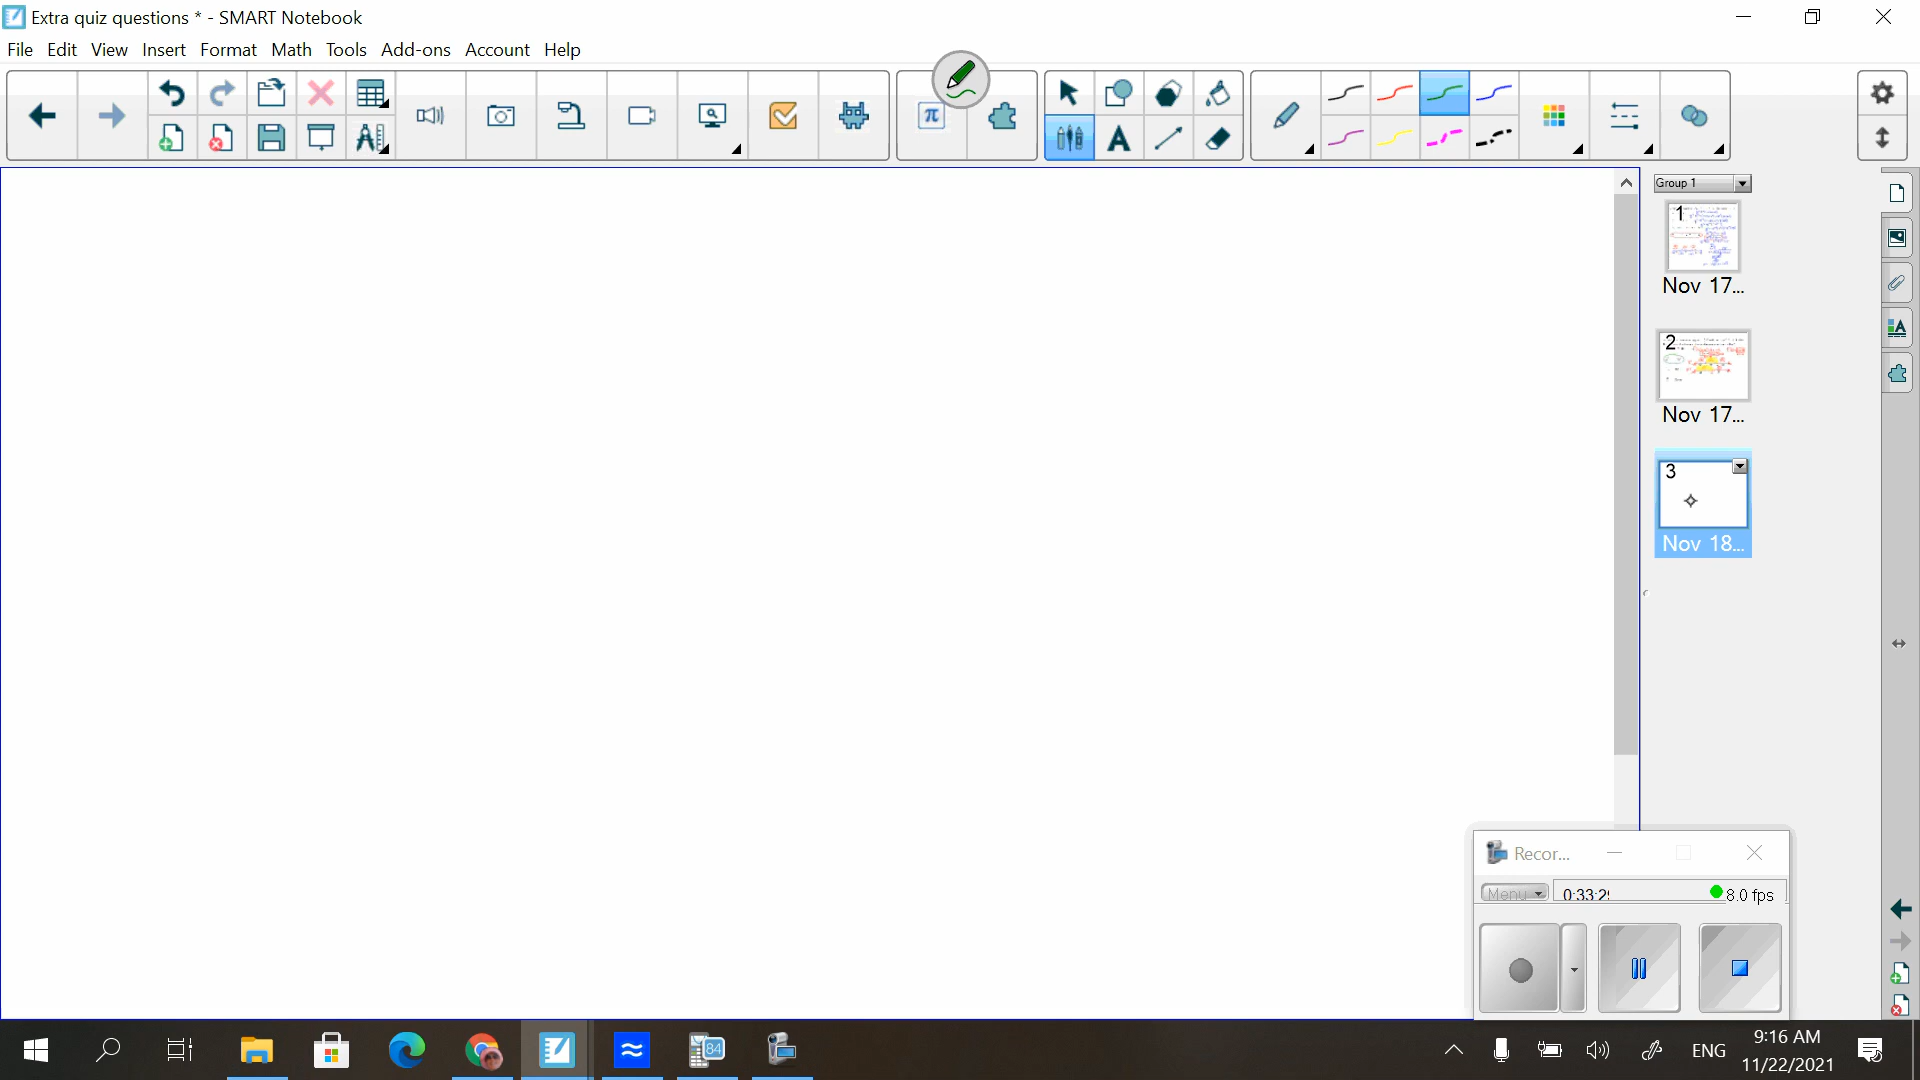 Extra quiz questions * - SMART Notebook
File Edit View Insert Format Math Tools Add-ons Account Help
π
A
Group 1
1
Nov 17...
2
Nov 17...
3
Nov 18...
Recor...
Menu
0:33:2
8.0 fps
84
ENG
9:16 AM
11/22/2021